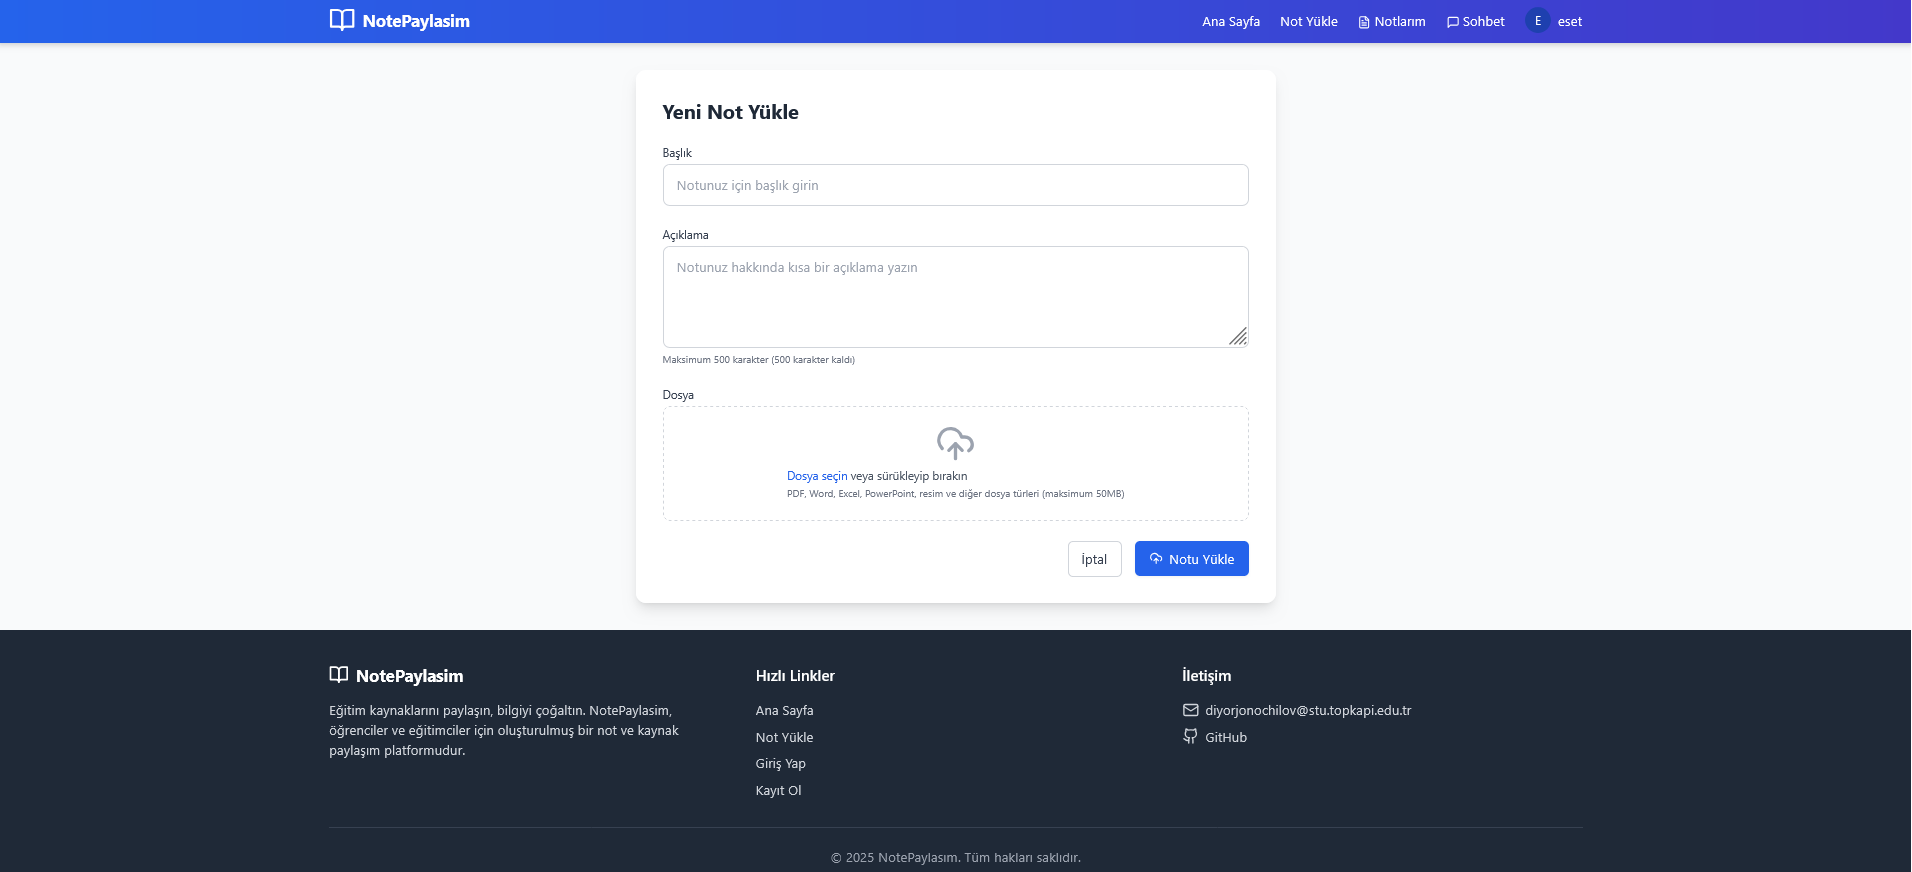 NotePaylasim
Ana Sayfa
Not Yükle
Notlarım
Sohbet
E
eset
Yeni Not Yükle
Başlık
Notunuz için başlık girin
Açıklama
Notunuz hakkında kısa bir açıklama yazın
Maksimum 500 karakter (500 karakter kaldı)
Dosya
Dosya seçin veya sürükleyip bırakın
PDF, Word, Excel, PowerPoint, resim ve diğer dosya türleri (maksimum 50MB)
İptal
Notu Yükle
NotePaylasim
Eğitim kaynaklarını paylaşın, bilgiyi çoğaltın. NotePaylasim,
öğrenciler ve eğitimciler için oluşturulmuş bir not ve kaynak
paylaşım platformudur.
Hızlı Linkler
Ana Sayfa
Not Yükle
Giriş Yap
Kayıt Ol
İletişim
diyorjonochilov@stu.topkapi.edu.tr
GitHub
© 2025 NotePaylasım. Tüm hakları saklıdır.